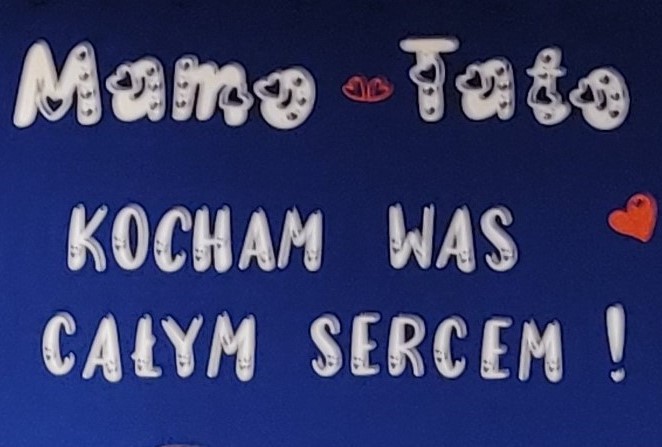 Mamo Tato
KOCHAM WAS
CAŁYM SERCEM !